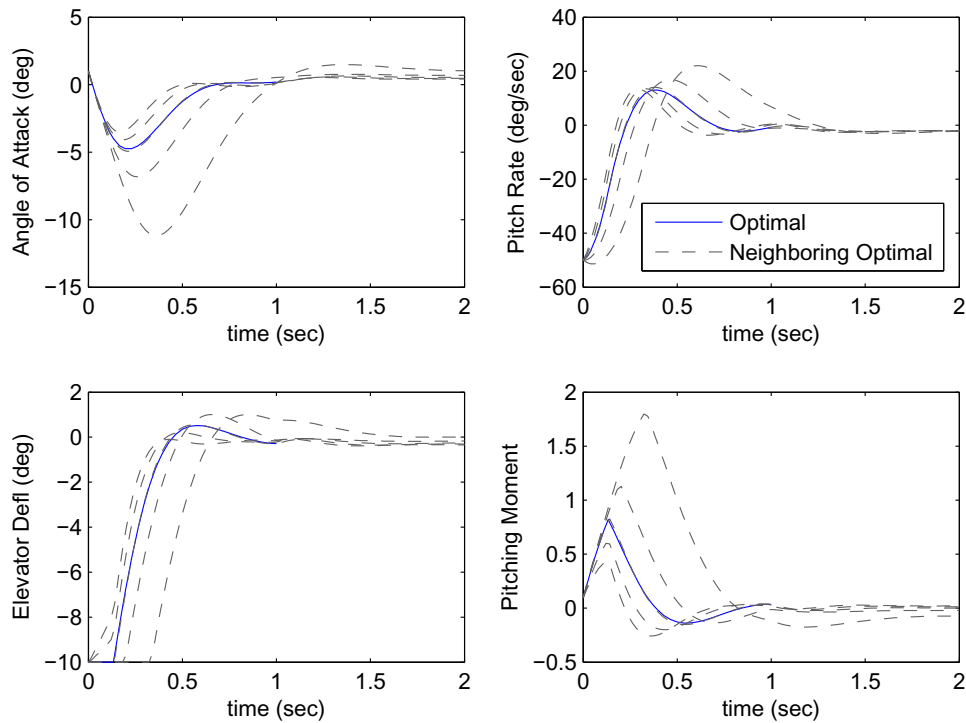 5
0
−5
−10
−15
Angle of Attack (deg)
0 0.5 1 1.5 2
time (sec)
40
20
0
−20
−40
−60
Pitch Rate (deg/sec)
Optimal
Neighboring Optimal
0 0.5 1 1.5 2
time (sec)
2
0
−2
−4
−6
−8
−10
Elevator Defl (deg)
0 0.5 1 1.5 2
time (sec)
2
1.5
1
0.5
0
−0.5
Pitching Moment
0 0.5 1 1.5 2
time (sec)